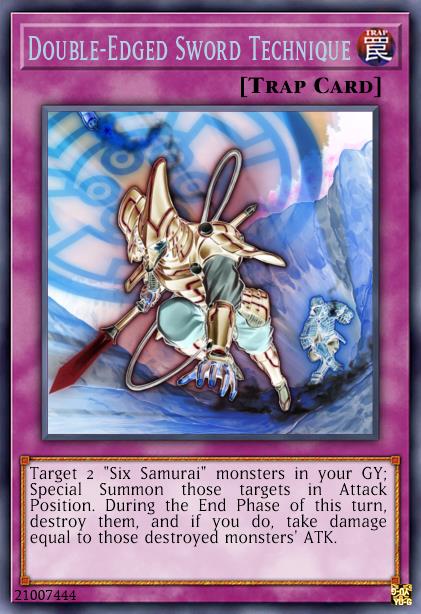 Double-Edged Sword Technique
TRAP
罠
[Trap Card]
Target 2 "Six Samurai" monsters in your GY;
Special Summon those targets in Attack
Position. During the End Phase of this turn,
destroy them, and if you do, take damage
equal to those destroyed monsters' ATK.
21007444